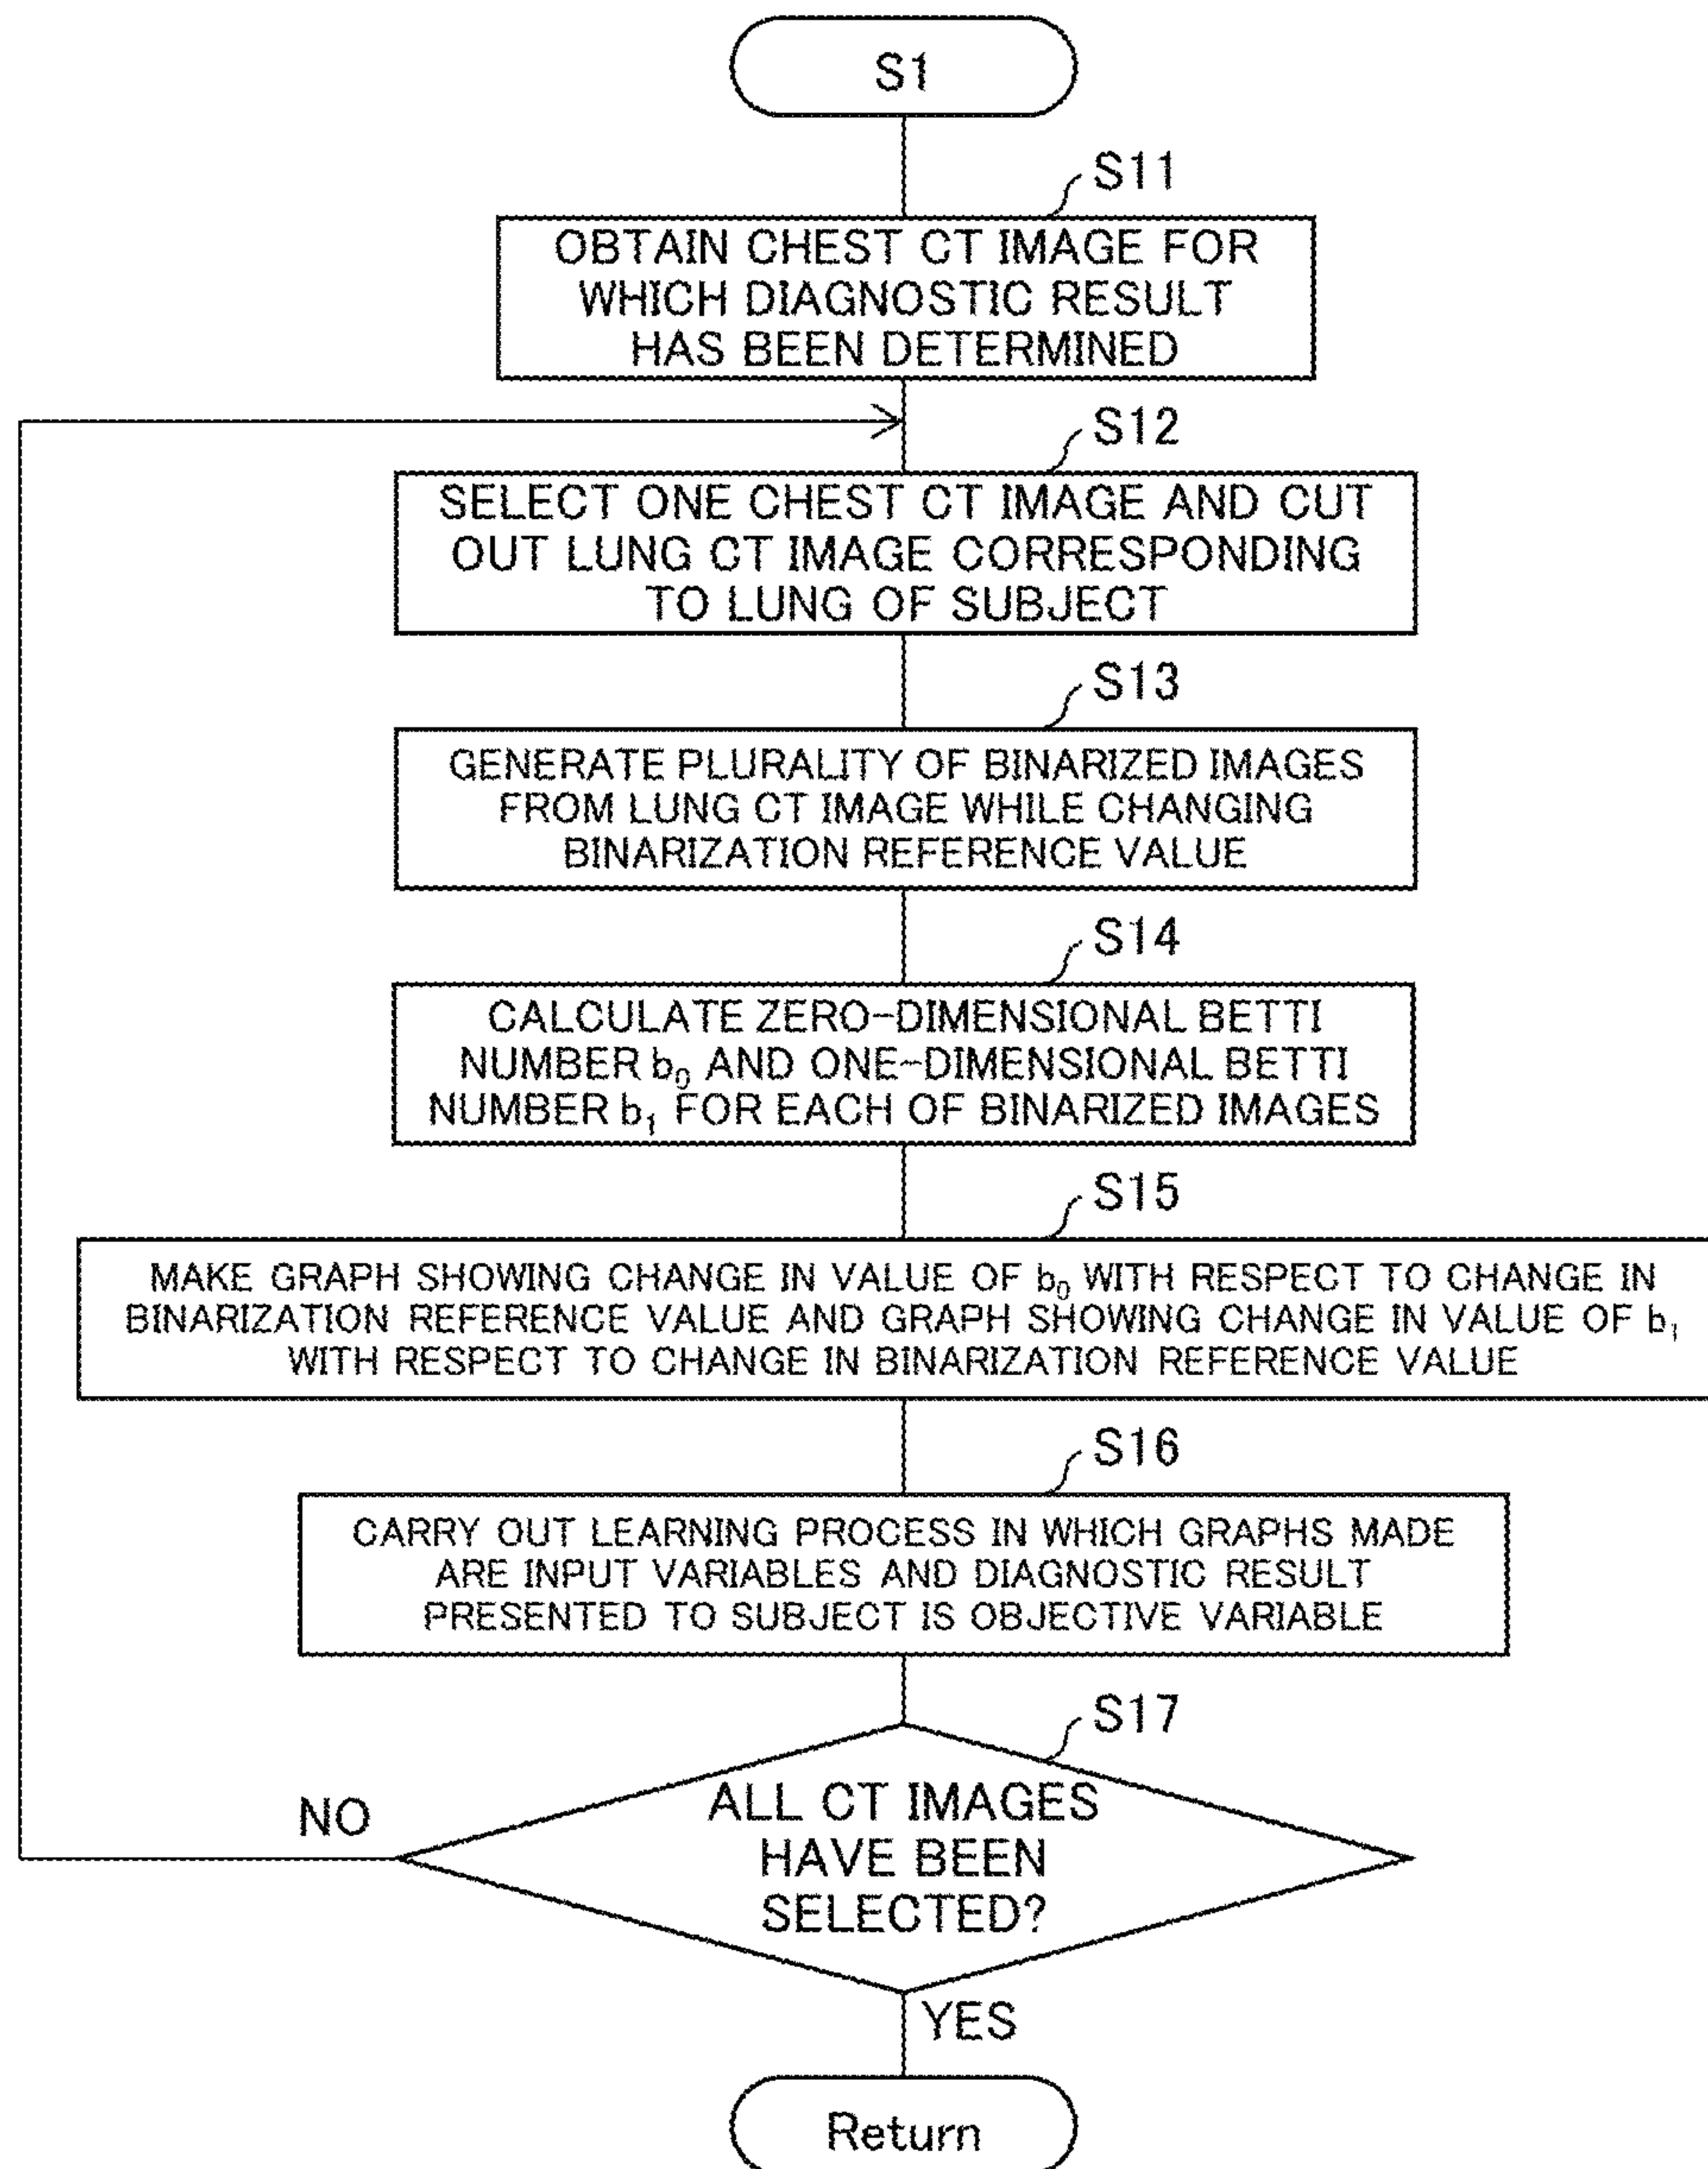 S1
S11
OBTAIN CHEST CT IMAGE FOR
WHICH DIAGNOSTIC RESULT
HAS BEEN DETERMINED
S12
SELECT ONE CHEST CT IMAGE AND CUT
OUT LUNG CT IMAGE CORRESPONDING
TO LUNG OF SUBJECT
S13
GENERATE PLURALITY OF BINARIZED IMAGES
FROM LUNG CT IMAGE WHILE CHANGING
BINARIZATION REFERENCE VALUE
S14
CALCULATE ZERO-DIMENSIONAL BETTI
NUMBER b₀ AND ONE-DIMENSIONAL BETTI
NUMBER b₁ FOR EACH OF BINARIZED IMAGES
S15
MAKE GRAPH SHOWING CHANGE IN VALUE OF b₀ WITH RESPECT TO CHANGE IN
BINARIZATION REFERENCE VALUE AND GRAPH SHOWING CHANGE IN VALUE OF b₁
WITH RESPECT TO CHANGE IN BINARIZATION REFERENCE VALUE
S16
CARRY OUT LEARNING PROCESS IN WHICH GRAPHS MADE
ARE INPUT VARIABLES AND DIAGNOSTIC RESULT
PRESENTED TO SUBJECT IS OBJECTIVE VARIABLE
S17
ALL CT IMAGES
HAVE BEEN
SELECTED?
NO
YES
Return